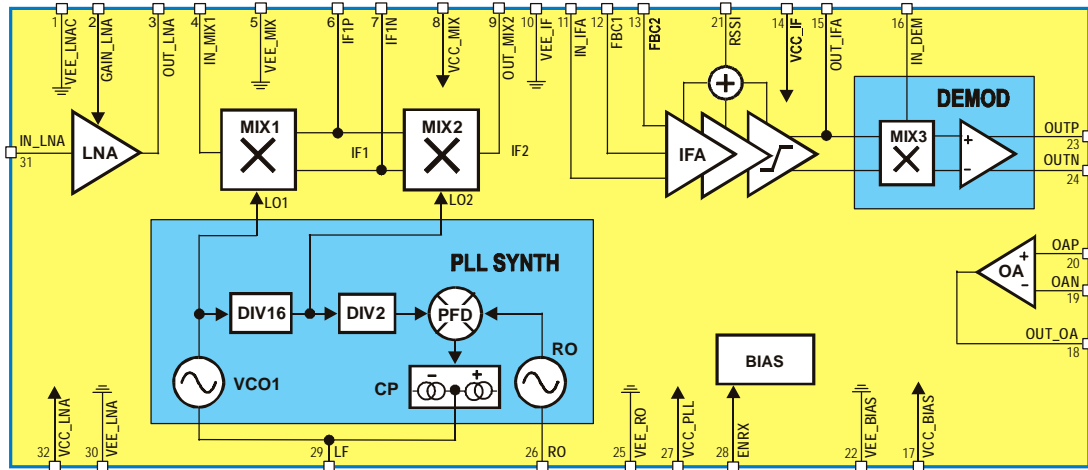 1 2 3 4 5 6 7 8 9 10 11 12 13 21 14 15 16
VEE_LNAC
GAIN_LNA
OUT_LNA
IN_MIX1
VEE_MIX
IF1P
IF1N
VCC_MIX
OUT_MIX2
VEE_IF
IN_IFA
FBC1
FBC2
RSSI
VCC_IF
OUT_IFA
IN_DEM
IN_LNA
31
LNA
MIX1
IF1
MIX2
IF2
IFA
DEMOD
MIX3
+
−
OUTP
23
OUTN
24
LO1
LO2
PLL SYNTH
DIV16
DIV2
PFD
RO
VCO1
CP
− +
BIAS
OA
+
−
OAP
20
OAN
19
OUT_OA
18
32
VCC_LNA
30
VEE_LNA
29 LF
26 RO
25
VEE_RO
27
VCC_PLL
28
ENRX
22
VEE_BIAS
17
VCC_BIAS